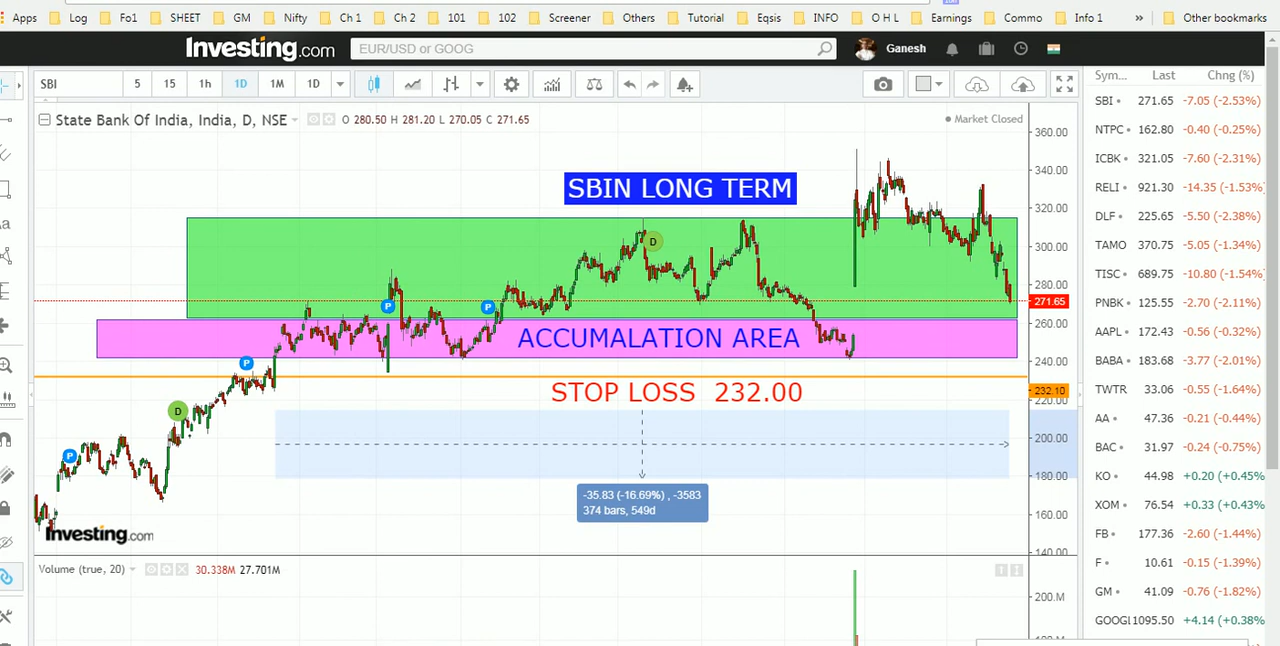 Apps Log Fo1 SHEET GM Nifty Ch 1 Ch 2 101 102 Screener Others Tutorial Eqsis INFO O H L Earnings Commo Info 1 » Other bookmarks
Investing.com EUR/USD or GOOG Ganesh
SBI 5 15 1h 1D 1M 1D
State Bank Of India, India, D, NSE O 280.50 H 281.20 L 270.05 C 271.65
Market Closed
SBIN LONG TERM
D
P
P
ACCUMALATION AREA
P
STOP LOSS 232.00
D
P
-35.83 (-16.69%) , -3583
374 bars, 549d
Investing.com
Volume (true, 20) 30.338M 27.701M
360.00
340.00
320.00
300.00
280.00
271.65
260.00
240.00
232.10
220.00
200.00
180.00
160.00
140.00
200.M
Sym... Last Chng (%)
SBI 271.65 -7.05 (-2.53%)
NTPC 162.80 -0.40 (-0.25%)
ICBK 321.05 -7.60 (-2.31%)
RELI 921.30 -14.35 (-1.53%)
DLF 225.65 -5.50 (-2.38%)
TAMO 370.75 -5.05 (-1.34%)
TISC 689.75 -10.80 (-1.54%)
PNBK 125.55 -2.70 (-2.11%)
AAPL 172.43 -0.56 (-0.32%)
BABA 183.68 -3.77 (-2.01%)
TWTR 33.06 -0.55 (-1.64%)
AA 47.36 -0.21 (-0.44%)
BAC 31.97 -0.24 (-0.75%)
KO 44.98 +0.20 (+0.45%)
XOM 76.54 +0.33 (+0.43%)
FB 177.36 -2.60 (-1.44%)
F 10.61 -0.15 (-1.39%)
GM 41.09 -0.76 (-1.82%)
GOOGL 1095.50 +4.14 (+0.38%)